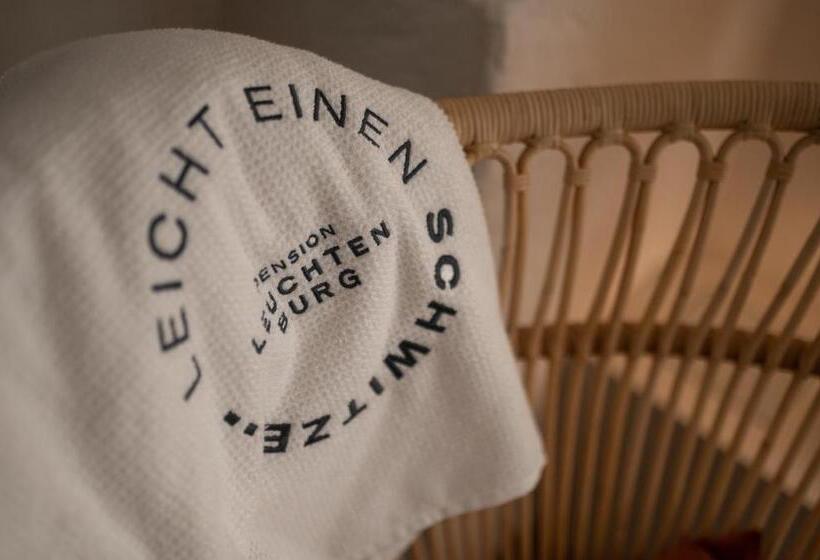 LEICHT EINEN SCHWITZE
PENSION
LEUCHTEN
BURG